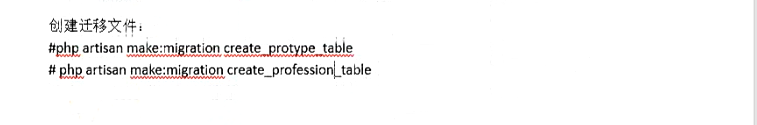 创建迁移文件：
#php artisan make:migration create_protype_table
# php artisan make:migration create_profession_table